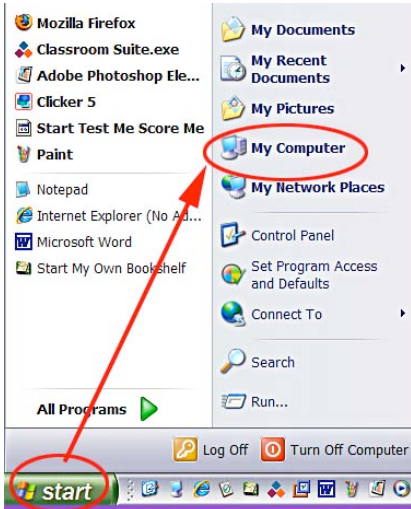 Mozilla Firefox
Classroom Suite.exe
Adobe Photoshop Ele...
Clicker 5
Start Test Me Score Me
Paint
Notepad
Internet Explorer (No Ad...
Microsoft Word
Start My Own Bookshelf
All Programs
My Documents
My Recent
Documents
My Pictures
My Computer
My Network Places
Control Panel
Set Program Access
and Defaults
Connect To
Search
Run...
Log Off
Turn Off Computer
start